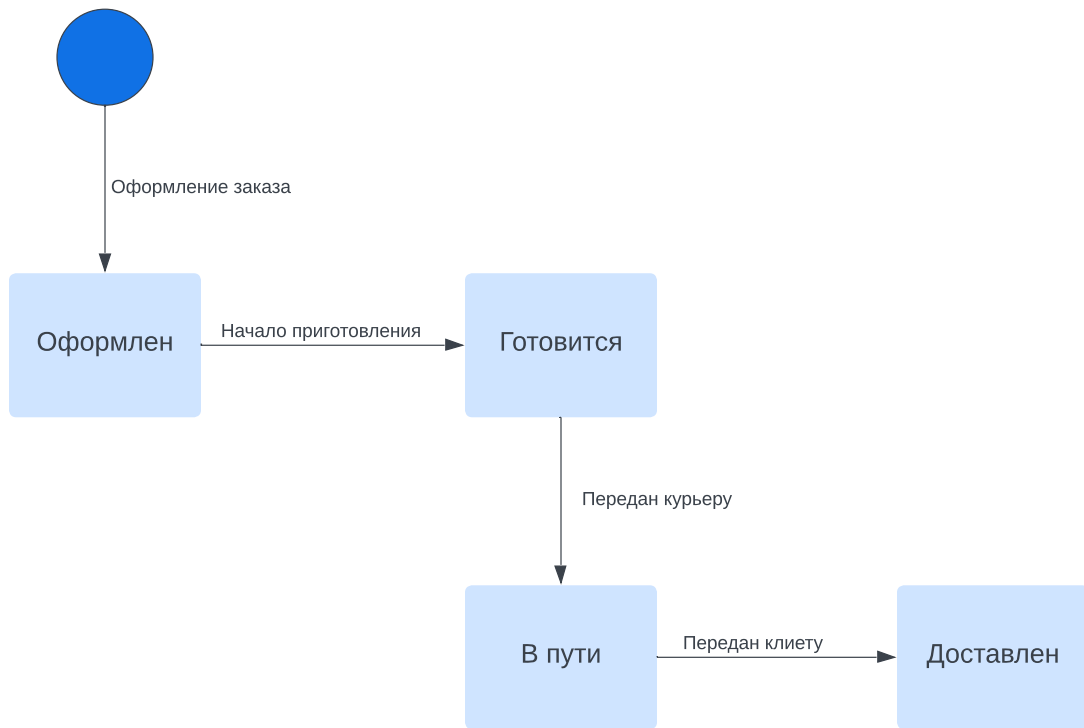 Оформление заказа
Оформлен
Начало приготовления
Готовится
Передан курьеру
В пути
Передан клиету
Доставлен